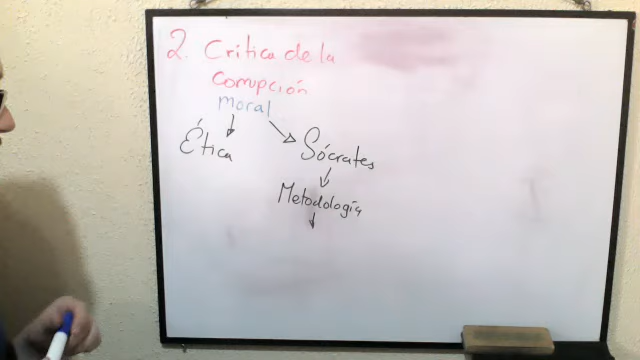 2. Crítica de la
corrupción
moral
Ética
Sócrates
Metodología